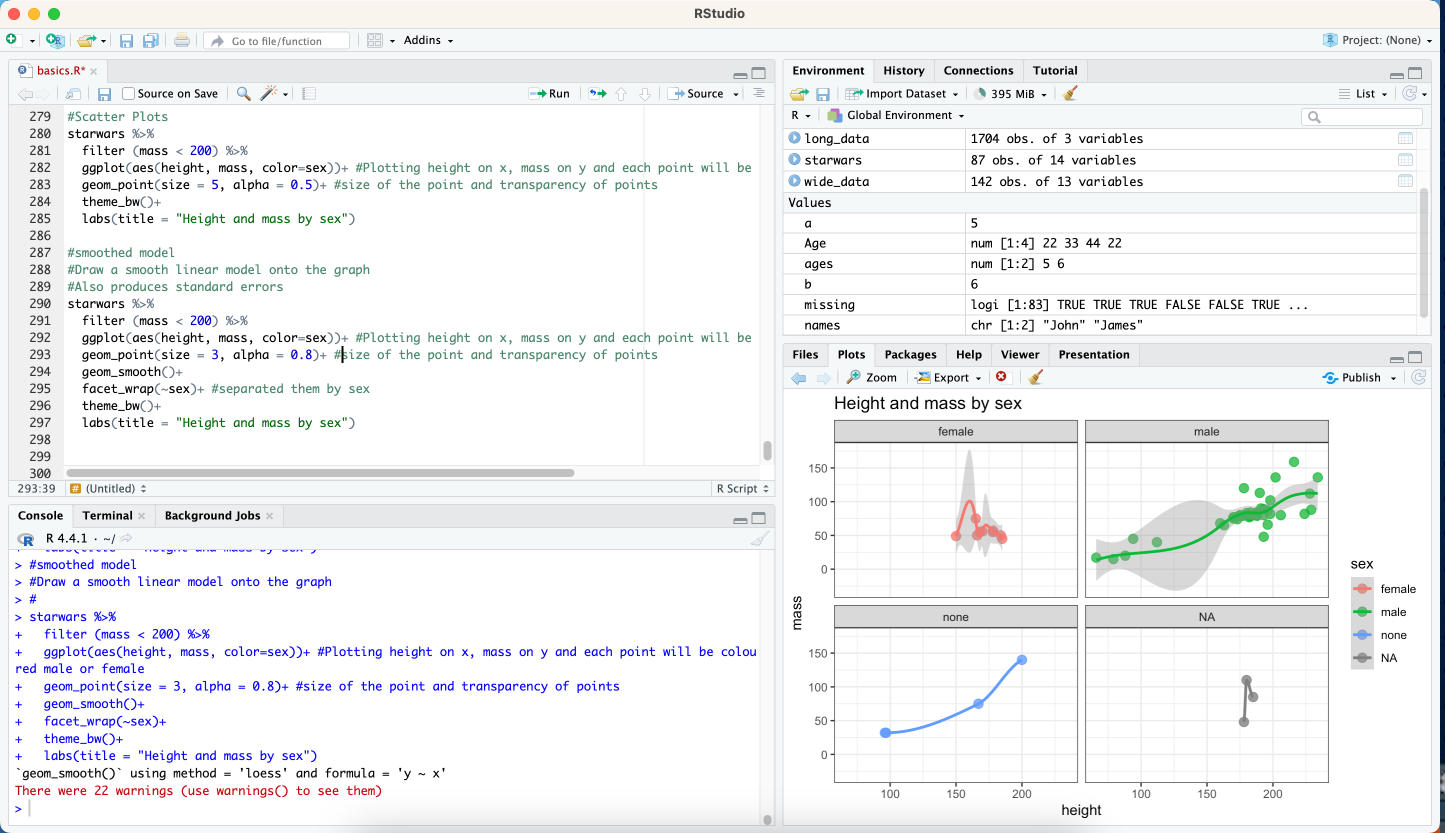 RStudio
Go to file/function
Addins
Project: (None)
basics.R*
Source on Save
Run
Source
279 #Scatter Plots
280 starwars %>%
281 filter (mass < 200) %>%
282 ggplot(aes(height, mass, color=sex))+ #Plotting height on x, mass on y and each point will be
283 geom_point(size = 5, alpha = 0.5)+ #size of the point and transparency of points
284 theme_bw()+
285 labs(title = "Height and mass by sex")
286
287 #smoothed model
288 #Draw a smooth linear model onto the graph
289 #Also produces standard errors
290 starwars %>%
291 filter (mass < 200) %>%
292 ggplot(aes(height, mass, color=sex))+ #Plotting height on x, mass on y and each point will be
293 geom_point(size = 3, alpha = 0.8)+ #size of the point and transparency of points
294 geom_smooth()+
295 facet_wrap(~sex)+ #separated them by sex
296 theme_bw()+
297 labs(title = "Height and mass by sex")
298
299
300
293:39 # (Untitled) R Script
Console Terminal Background Jobs
R 4.4.1 · ~/
+ labs(title = "Height and mass by sex")
> #smoothed model
> #Draw a smooth linear model onto the graph
> #
> starwars %>%
+ filter (mass < 200) %>%
+ ggplot(aes(height, mass, color=sex))+ #Plotting height on x, mass on y and each point will be colou
red male or female
+ geom_point(size = 3, alpha = 0.8)+ #size of the point and transparency of points
+ geom_smooth()+
+ facet_wrap(~sex)+
+ theme_bw()+
+ labs(title = "Height and mass by sex")
`geom_smooth()` using method = 'loess' and formula = 'y ~ x'
There were 22 warnings (use warnings() to see them)
>
Environment History Connections Tutorial
Import Dataset 395 MiB List
R Global Environment
long_data 1704 obs. of 3 variables
starwars 87 obs. of 14 variables
wide_data 142 obs. of 13 variables
Values
a 5
Age num [1:4] 22 33 44 22
ages num [1:2] 5 6
b 6
missing logi [1:83] TRUE TRUE TRUE FALSE FALSE TRUE ...
names chr [1:2] "John" "James"
Files Plots Packages Help Viewer Presentation
Zoom Export Publish
Height and mass by sex
female male
150
100
50
0
none NA
150
100
50
0
100 150 200 100 150 200
height
mass
sex
female
male
none
NA